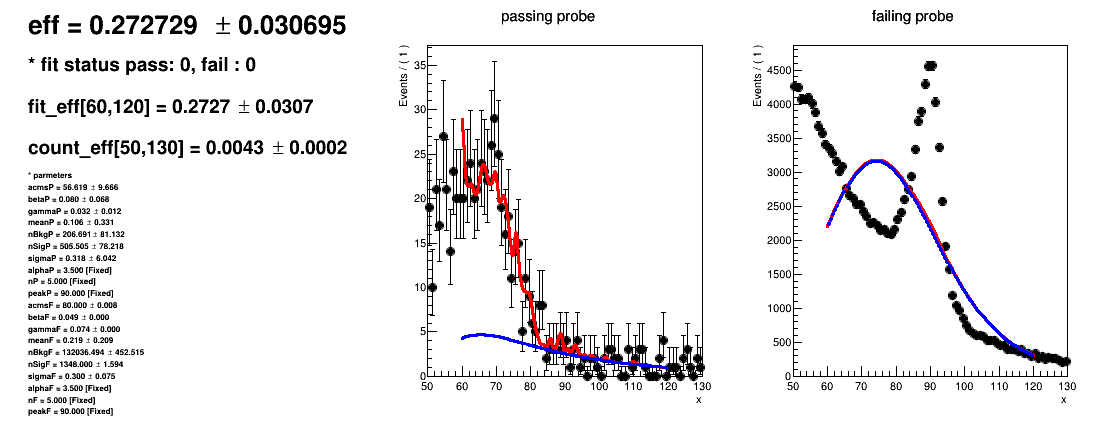 eff = 0.272729 ± 0.030695
* fit status pass: 0, fail : 0
fit_eff[60,120] = 0.2727 ± 0.0307
count_eff[50,130] = 0.0043 ± 0.0002
* parmeters
acmsP = 56.619 ± 9.666
betaP = 0.080 ± 0.068
gammaP = 0.032 ± 0.012
meanP = 0.106 ± 0.331
nBkgP = 206.691 ± 81.132
nSigP = 505.505 ± 78.218
sigmaP = 0.318 ± 6.042
alphaP = 3.500 [Fixed]
nP = 5.000 [Fixed]
peakP = 90.000 [Fixed]
acmsF = 80.000 ± 0.008
betaF = 0.049 ± 0.000
gammaF = 0.074 ± 0.000
meanF = 0.219 ± 0.209
nBkgF = 132036.494 ± 452.515
nSigF = 1348.000 ± 1.594
sigmaF = 0.300 ± 0.075
alphaF = 3.500 [Fixed]
nF = 5.000 [Fixed]
peakF = 90.000 [Fixed]
passing probe
Events / ( 1 )
35
30
25
20
15
10
5
0
50 60 70 80 90 100 110 120 130
x
failing probe
Events / ( 1 )
4500
4000
3500
3000
2500
2000
1500
1000
500
0
50 60 70 80 90 100 110 120 130
x